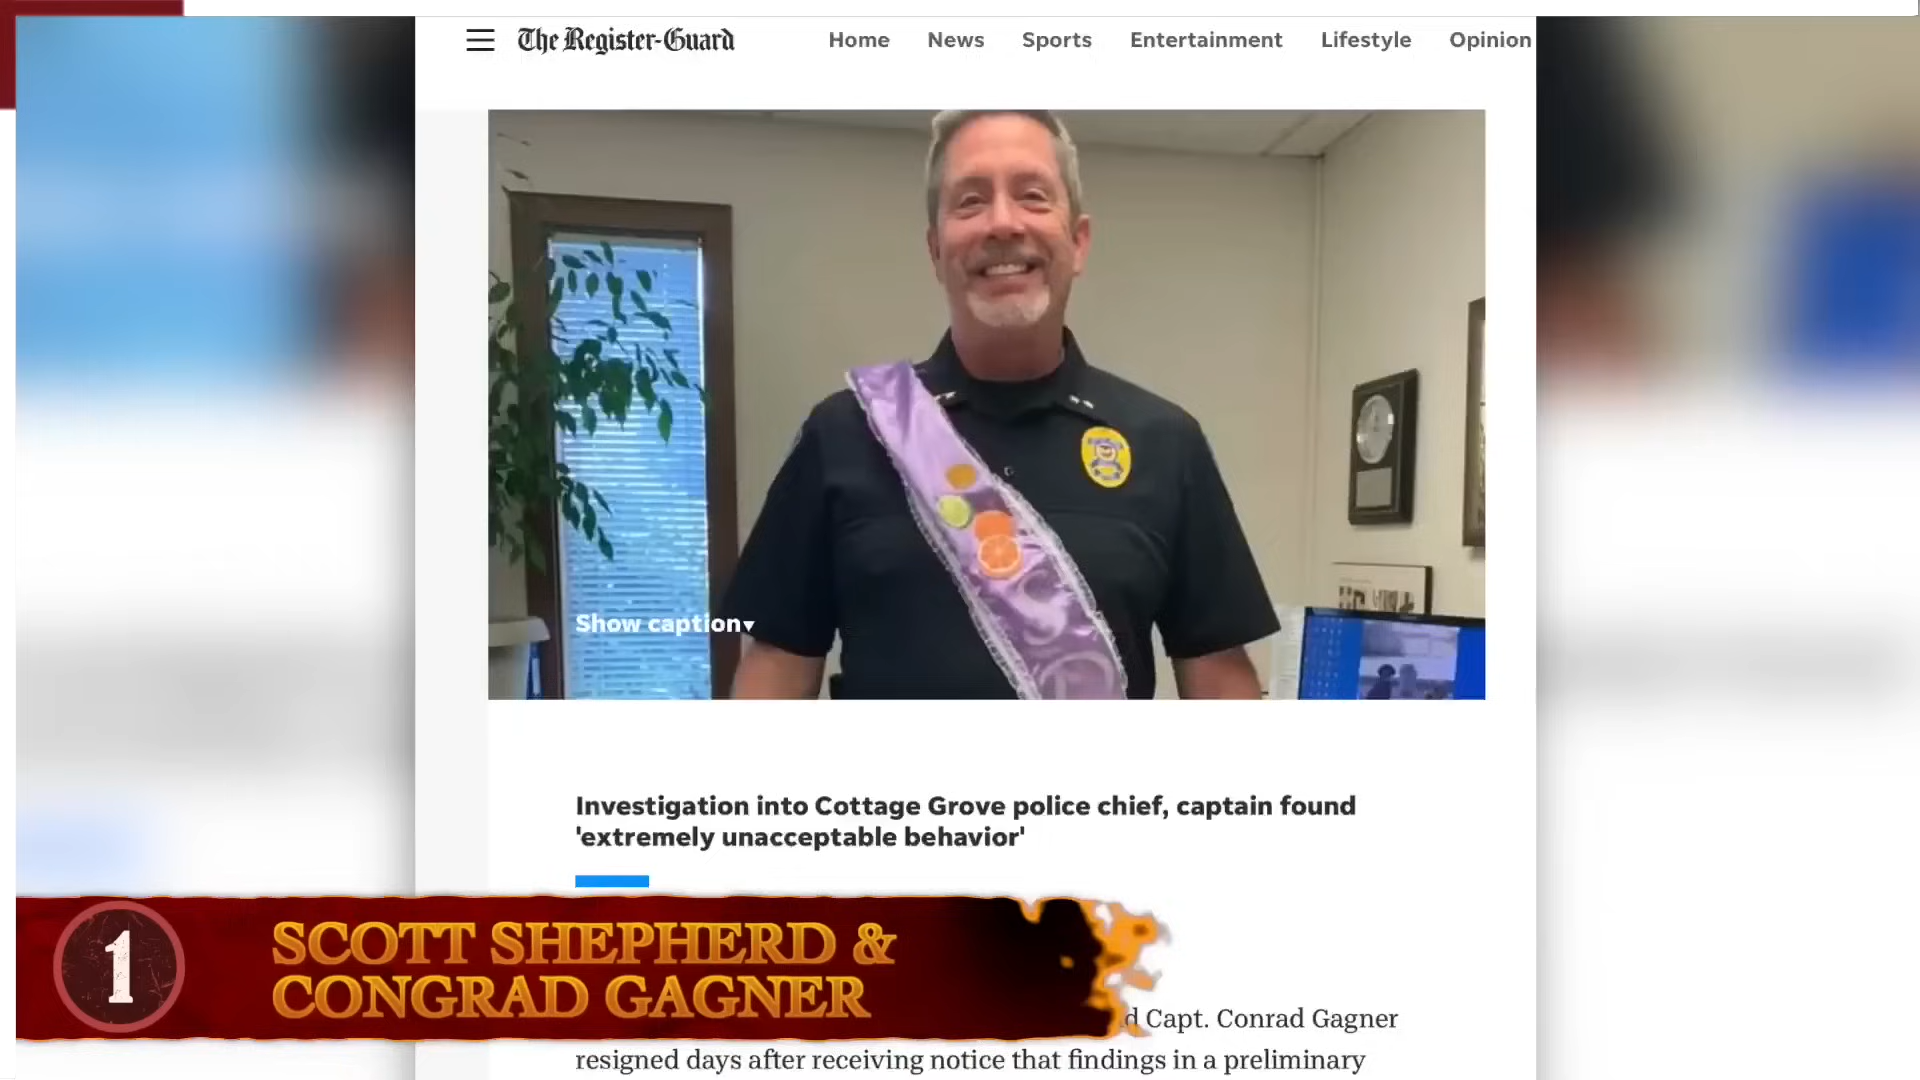 The Register-Guard
Home News Sports Entertainment Lifestyle Opinion
Show caption▾
Investigation into Cottage Grove police chief, captain found
'extremely unacceptable behavior'
1
SCOTT SHEPHERD &
CONGRAD GAGNER
d Capt. Conrad Gagner
resigned days after receiving notice that findings in a preliminary